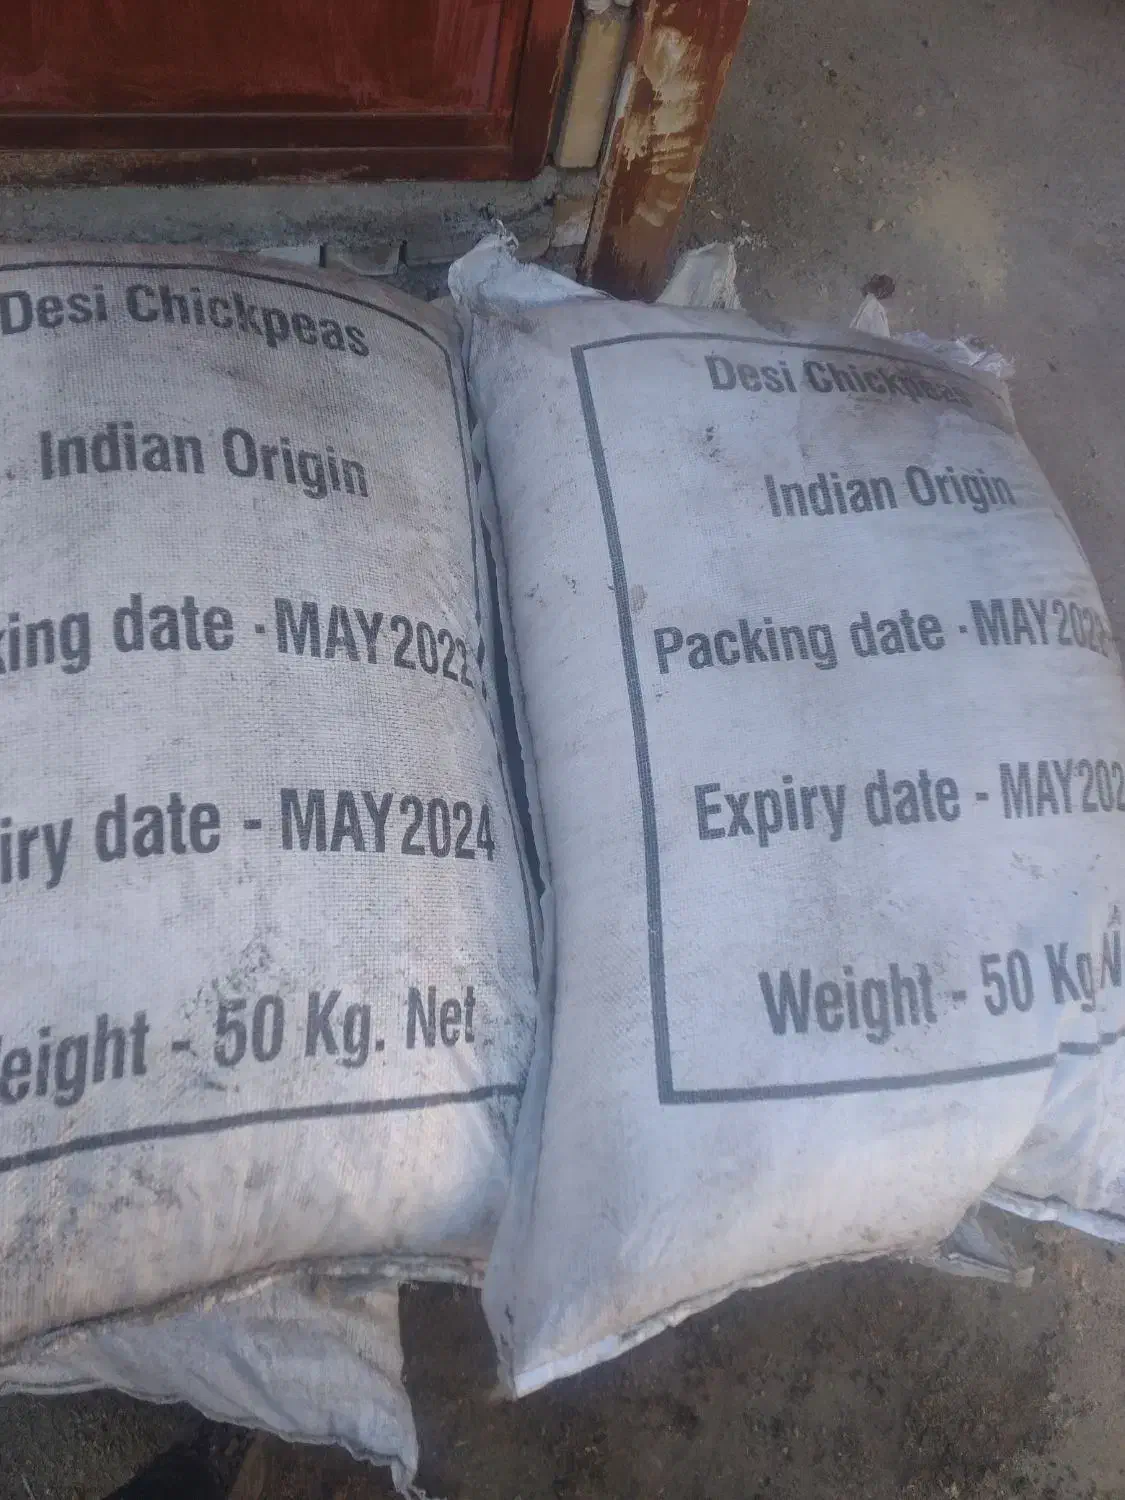 Desi Chickpeas
Indian Origin
king date - MAY2022
iry date - MAY2024
eight - 50 Kg. Net
Desi Chickpeas
Indian Origin
Packing date - MAY202
Expiry date - MAY202
Weight - 50 Kg N